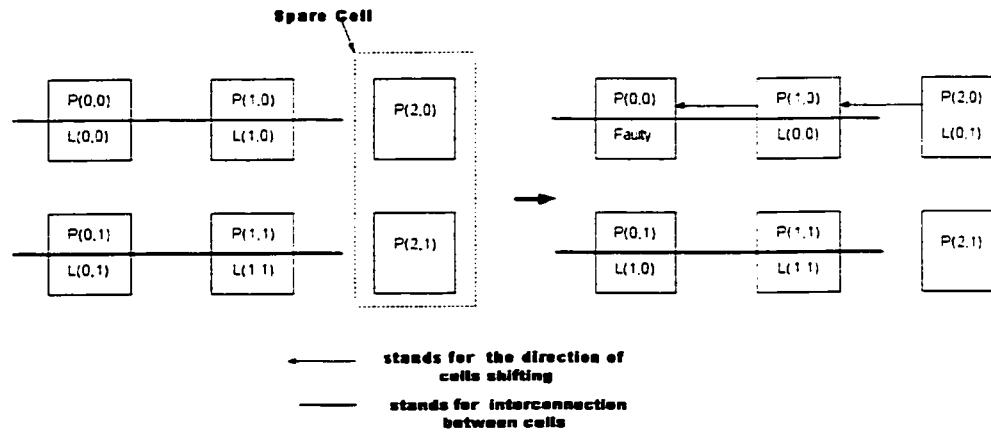 Spare Cell
P(0,0)
P(1,0)
P(2,0)
P(0,0)
P(1,0)
P(2,0)
L(0,0)
L(1,0)
Faulty
L(0,0)
L(0,1)
P(0,1)
P(1,1)
P(2,1)
P(0,1)
P(1,1)
P(2,1)
L(0,1)
L(1 1)
L(1,0)
L(1 1)
stands for the direction of
cells shifting
stands for interconnection
between cells